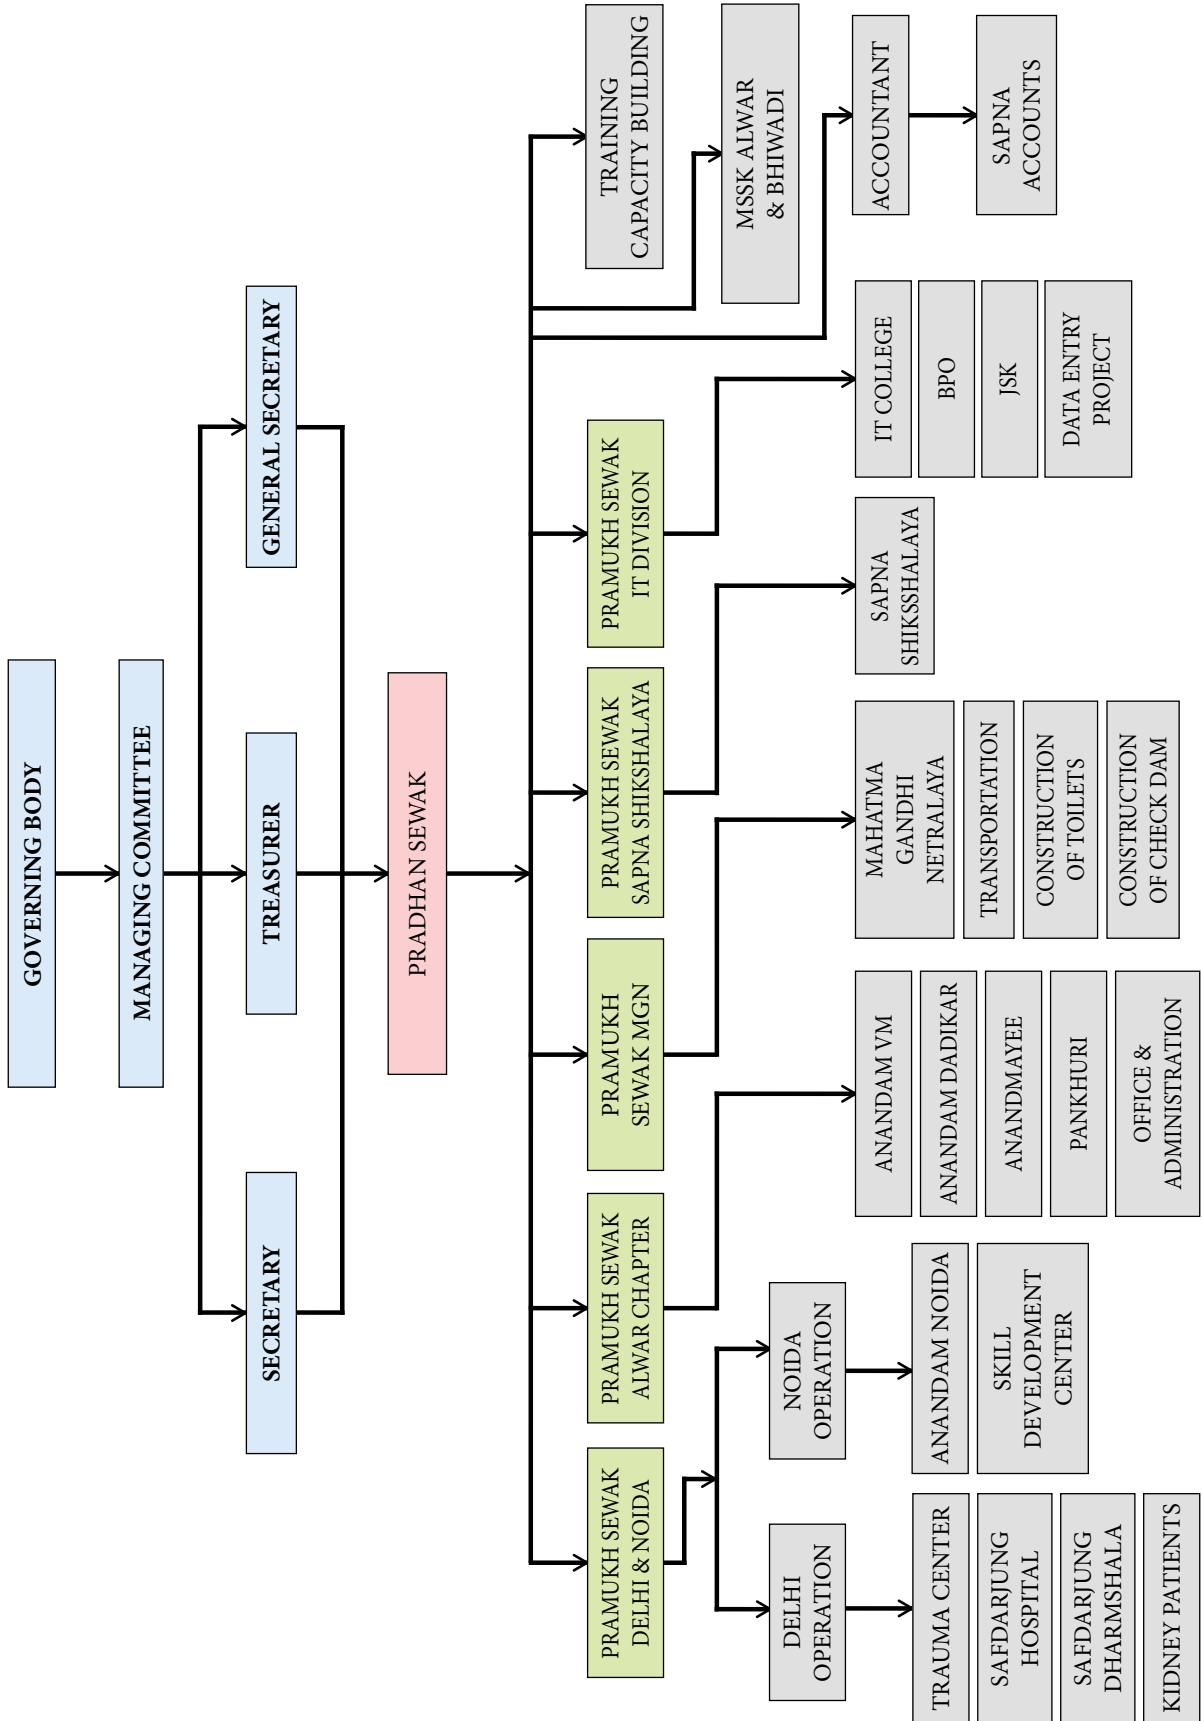 GOVERNING BODY
MANAGING COMMITTEE
SECRETARY
TREASURER
GENERAL SECRETARY
PRADHAN SEWAK
PRAMUKH SEWAK
DELHI & NOIDA
PRAMUKH SEWAK
ALWAR CHAPTER
PRAMUKH
SEWAK MGN
PRAMUKH SEWAK
SAPNA SHIKSHALAYA
PRAMUKH SEWAK
IT DIVISION
TRAINING
CAPACITY BUILDING
MSSK ALWAR
& BHIWADI
ACCOUNTANT
SAPNA
ACCOUNTS
DELHI
OPERATION
NOIDA
OPERATION
TRAUMA CENTER
SAFDARJUNG
HOSPITAL
SAFDARJUNG
DHARMSHALA
KIDNEY PATIENTS
ANANDAM NOIDA
SKILL
DEVELOPMENT
CENTER
ANANDAM VM
ANANDAM DADIKAR
ANANDMAYEE
PANKHURI
OFFICE &
ADMINISTRATION
MAHATMA
GANDHI
NETRALAYA
TRANSPORTATION
CONSTRUCTION
OF TOILETS
CONSTRUCTION
OF CHECK DAM
SAPNA
SHIKSSHALAYA
IT COLLEGE
BPO
JSK
DATA ENTRY
PROJECT